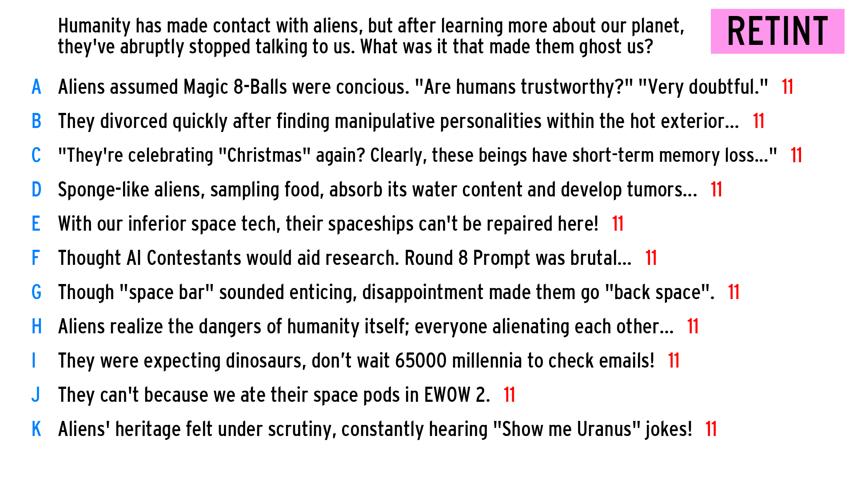 Humanity has made contact with aliens, but after learning more about our planet,
they've abruptly stopped talking to us. What was it that made them ghost us?
RETINT
A Aliens assumed Magic 8-Balls were concious. "Are humans trustworthy?" "Very doubtful." 11
B They divorced quickly after finding manipulative personalities within the hot exterior... 11
C "They're celebrating "Christmas" again? Clearly, these beings have short-term memory loss..." 11
D Sponge-like aliens, sampling food, absorb its water content and develop tumors... 11
E With our inferior space tech, their spaceships can't be repaired here! 11
F Thought AI Contestants would aid research. Round 8 Prompt was brutal... 11
G Though "space bar" sounded enticing, disappointment made them go "back space". 11
H Aliens realize the dangers of humanity itself; everyone alienating each other... 11
I They were expecting dinosaurs, don’t wait 65000 millennia to check emails! 11
J They can't because we ate their space pods in EWOW 2. 11
K Aliens' heritage felt under scrutiny, constantly hearing "Show me Uranus" jokes! 11